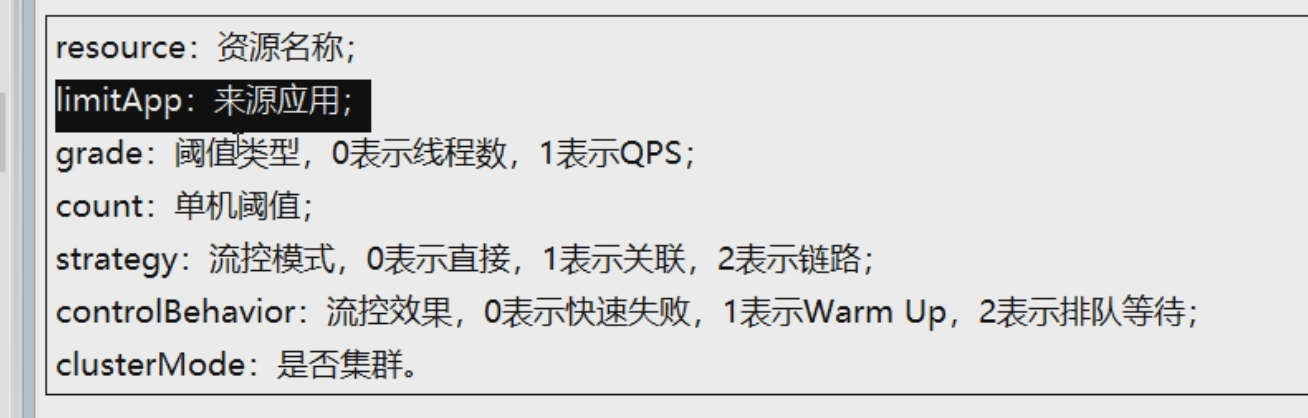 resource：资源名称；
limitApp：来源应用；
grade：阈值类型，0表示线程数，1表示QPS；
count：单机阈值；
strategy：流控模式，0表示直接，1表示关联，2表示链路；
controlBehavior：流控效果，0表示快速失败，1表示Warm Up，2表示排队等待；
clusterMode：是否集群。